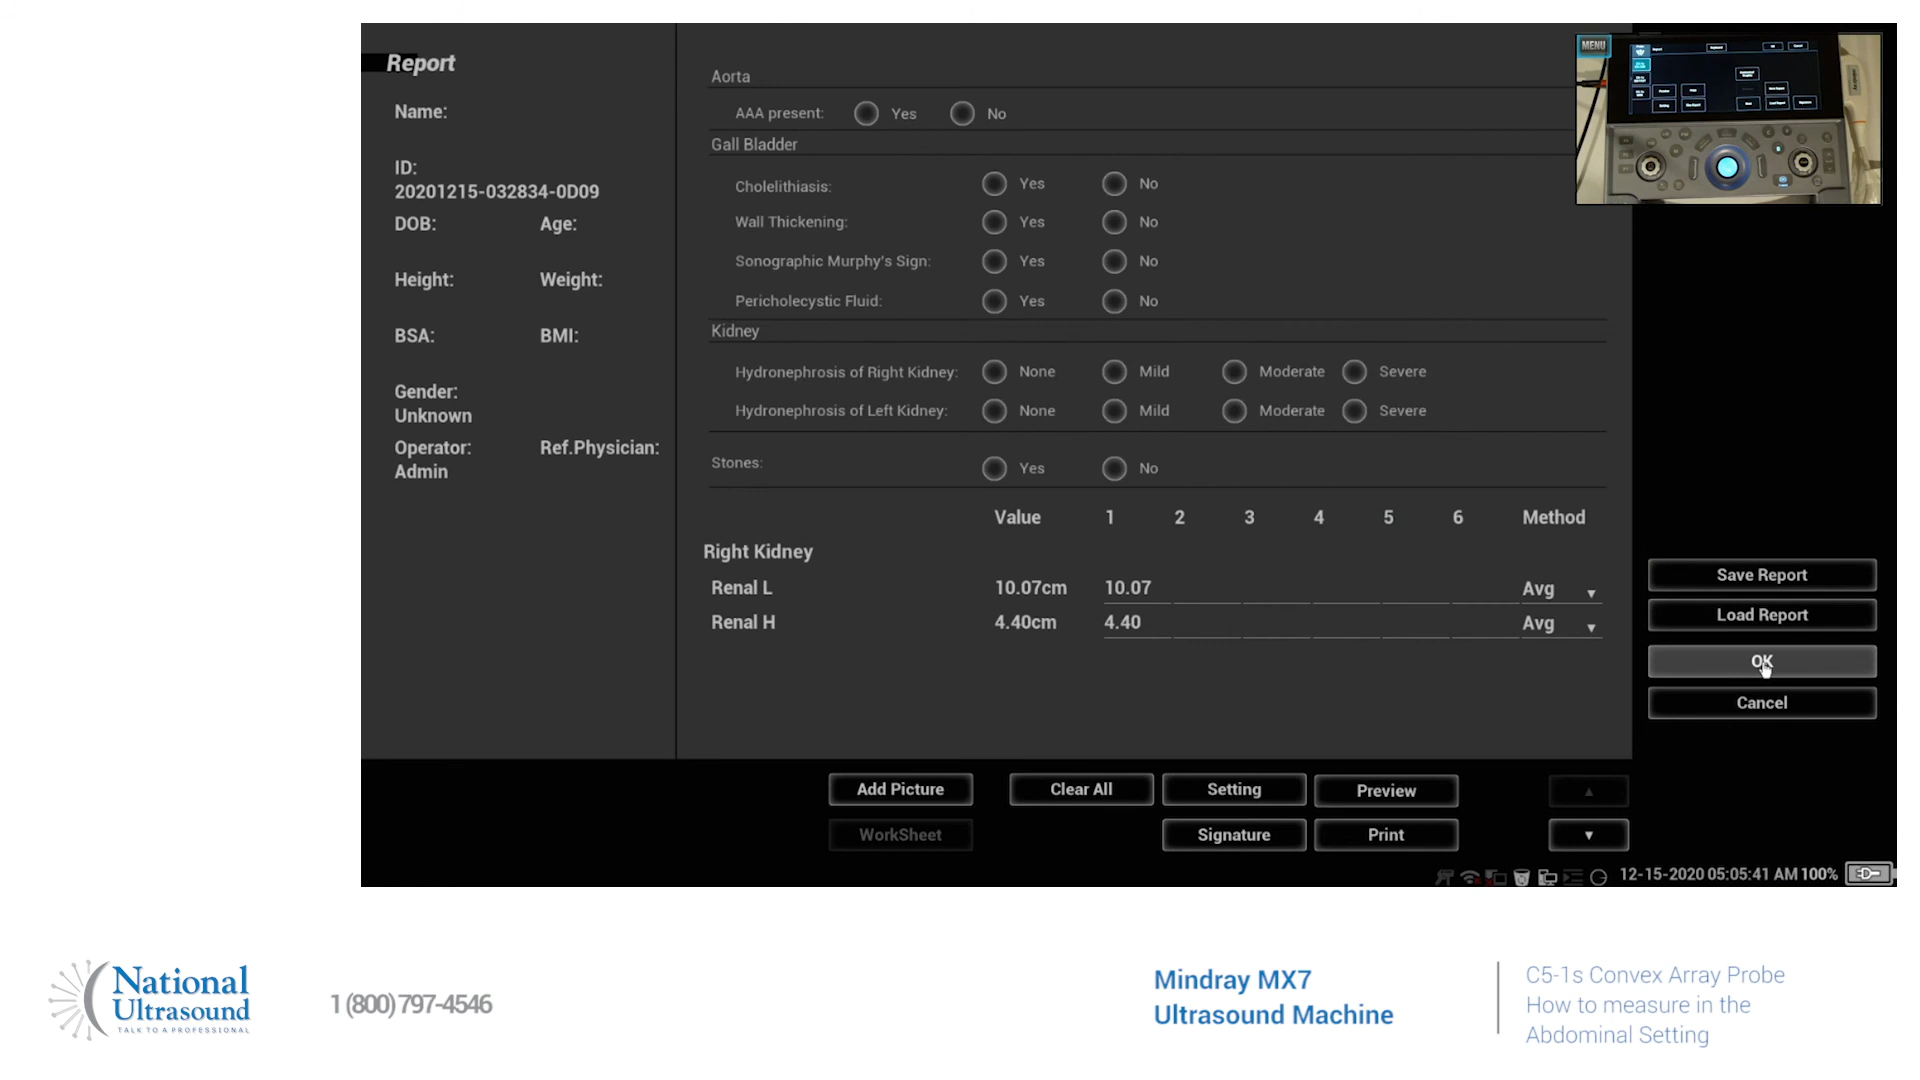 Report
Name:
ID:
20201215-032834-0D09
DOB: Age:
Height: Weight:
BSA: BMI:
Gender:
Unknown
Operator: Ref.Physician:
Admin
Aorta
AAA present: Yes No
Gall Bladder
Cholelithiasis: Yes No
Wall Thickening: Yes No
Sonographic Murphy's Sign: Yes No
Pericholecystic Fluid: Yes No
Kidney
Hydronephrosis of Right Kidney: None Mild Moderate Severe
Hydronephrosis of Left Kidney: None Mild Moderate Severe
Stones: Yes No
Value 1 2 3 4 5 6 Method
Right Kidney
Renal L 10.07cm 10.07 Avg
Renal H 4.40cm 4.40 Avg
MENU
Save Report
Load Report
OK
Cancel
Add Picture Clear All Setting Preview
WorkSheet Signature Print
12-15-2020 05:05:41 AM 100%
National
Ultrasound
TALK TO A PROFESSIONAL
1 (800) 797-4546
Mindray MX7
Ultrasound Machine
C5-1s Convex Array Probe
How to measure in the
Abdominal Setting